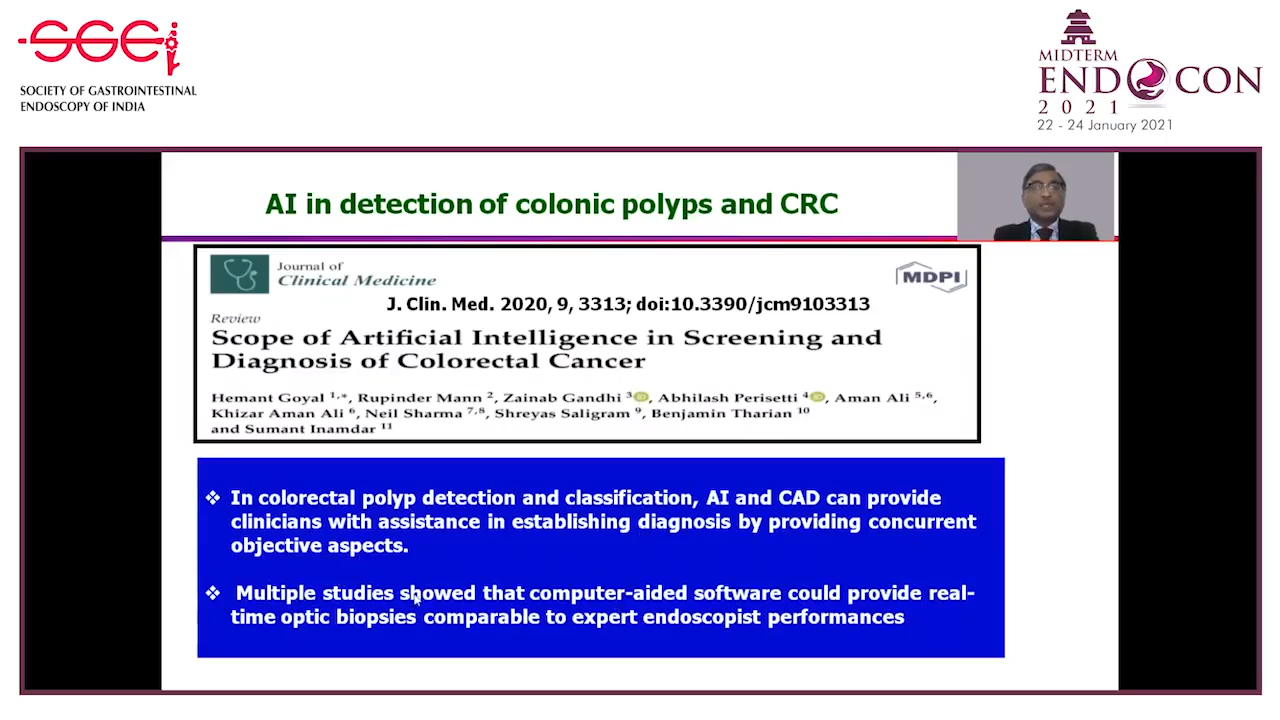 SGEi
SOCIETY OF GASTROINTESTINAL
ENDOSCOPY OF INDIA
MIDTERM
ENDOCON
2021
22 - 24 January 2021
AI in detection of colonic polyps and CRC
Journal of
Clinical Medicine
MDPI
J. Clin. Med. 2020, 9, 3313; doi:10.3390/jcm9103313
Review
Scope of Artificial Intelligence in Screening and
Diagnosis of Colorectal Cancer
Hemant Goyal 1,*, Rupinder Mann 2, Zainab Gandhi 3 iD, Abhilash Perisetti 4 iD, Aman Ali 5,6,
Khizar Aman Ali 6, Neil Sharma 7,8, Shreyas Saligram 9, Benjamin Tharian 10
and Sumant Inamdar 11
❖ In colorectal polyp detection and classification, AI and CAD can provide
clinicians with assistance in establishing diagnosis by providing concurrent
objective aspects.
❖ Multiple studies showed that computer-aided software could provide real-
time optic biopsies comparable to expert endoscopist performances